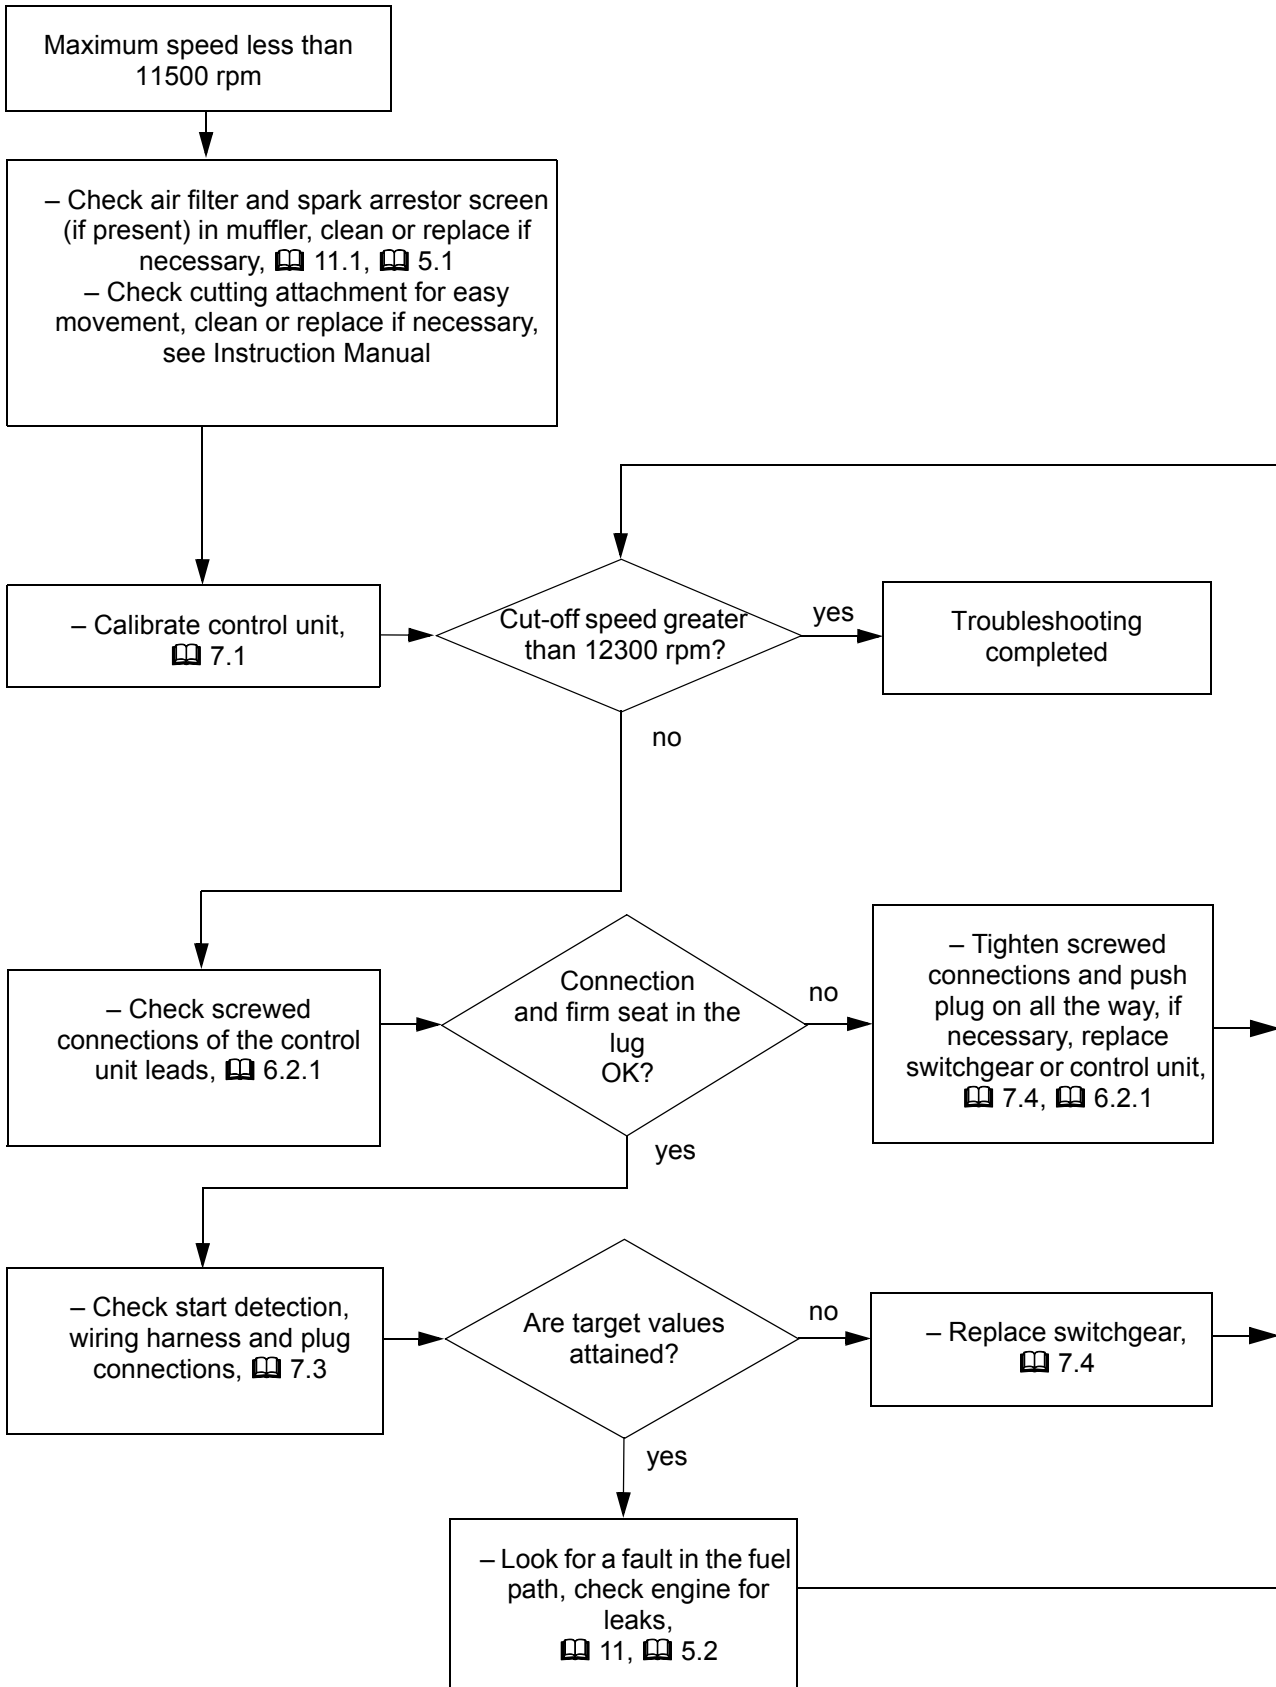 Maximum speed less than
11500 rpm
– Check air filter and spark arrestor screen
(if present) in muffler, clean or replace if
necessary, 🕮 11.1, 🕮 5.1
– Check cutting attachment for easy
movement, clean or replace if necessary,
see Instruction Manual
– Calibrate control unit,
🕮 7.1
Cut-off speed greater
than 12300 rpm?
yes
Troubleshooting
completed
no
– Check screwed
connections of the control
unit leads, 🕮 6.2.1
Connection
and firm seat in the
lug
OK?
no
– Tighten screwed
connections and push
plug on all the way, if
necessary, replace
switchgear or control unit,
🕮 7.4, 🕮 6.2.1
yes
– Check start detection,
wiring harness and plug
connections, 🕮 7.3
Are target values
attained?
no
– Replace switchgear,
🕮 7.4
yes
– Look for a fault in the fuel
path, check engine for
leaks,
🕮 11, 🕮 5.2